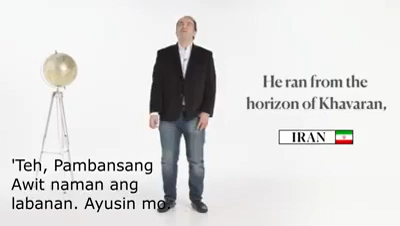 He ran from the
horizon of Khavaran,
IRAN
'Teh, Pambansang
Awit naman ang
labanan. Ayusin mo.